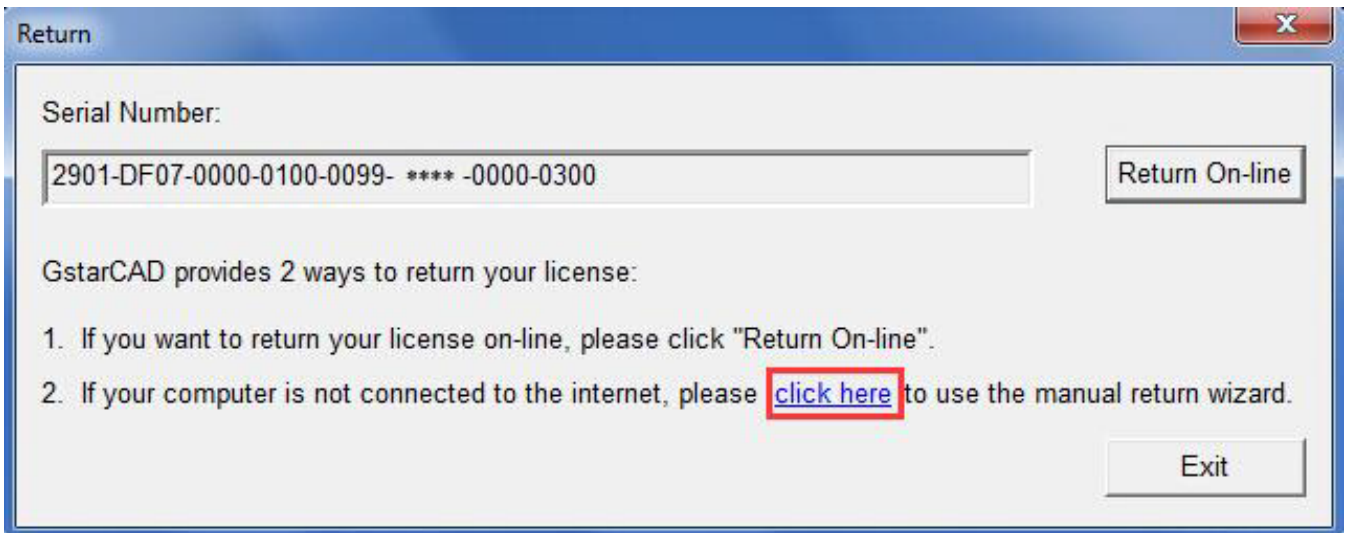 Return
Serial Number:
2901-DF07-0000-0100-0099- **** -0000-0300
Return On-line
GstarCAD provides 2 ways to return your license:
1. If you want to return your license on-line, please click "Return On-line".
2. If your computer is not connected to the internet, please click here to use the manual return wizard.
Exit